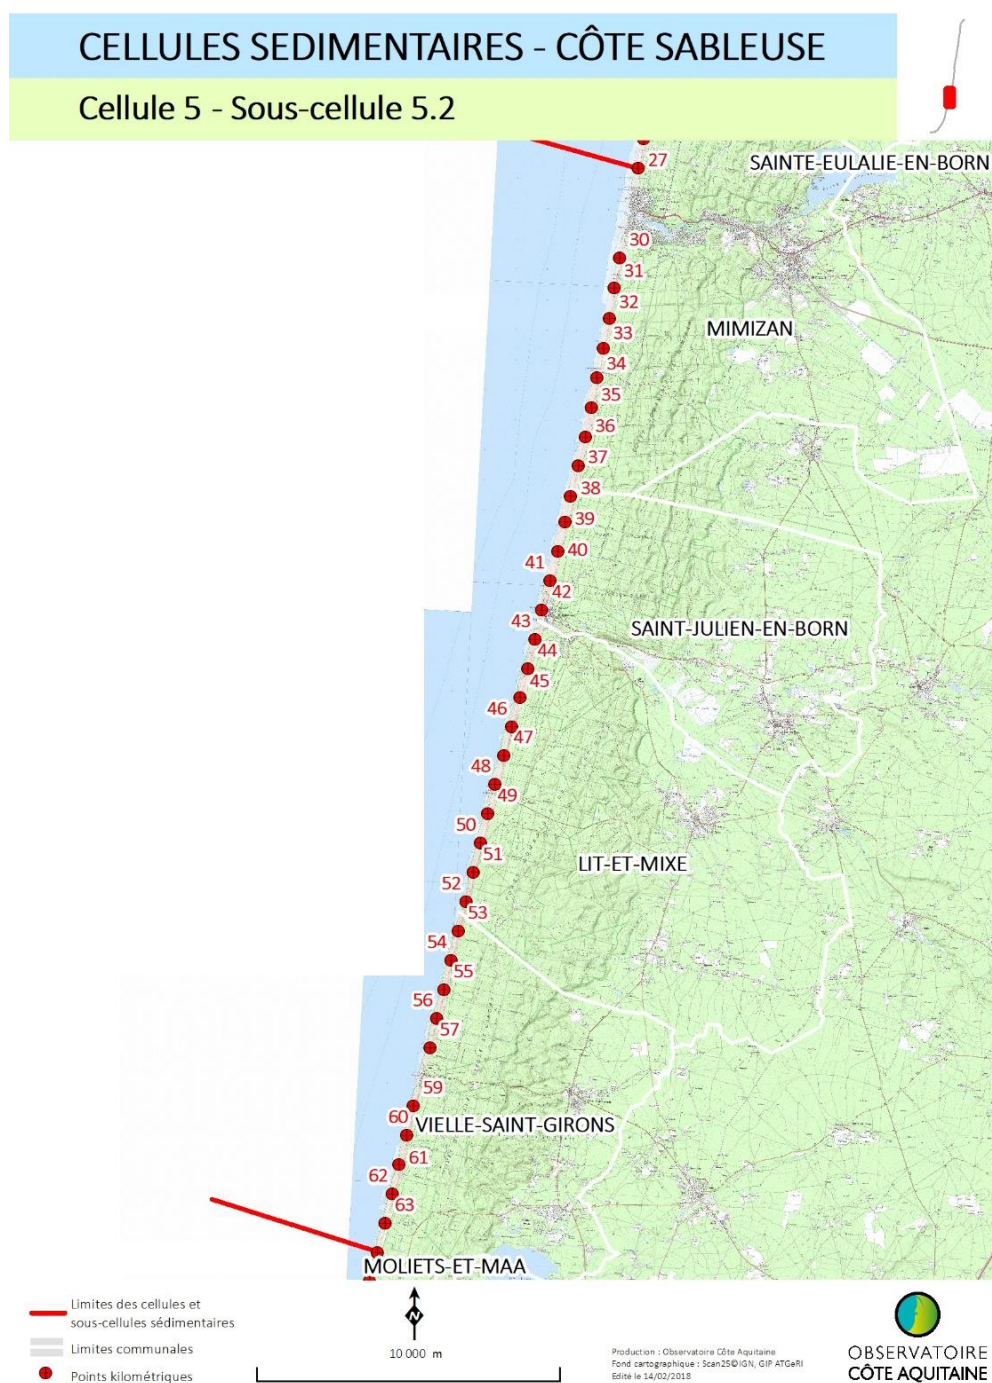 CELLULES SEDIMENTAIRES - CÔTE SABLEUSE
Cellule 5 - Sous-cellule 5.2
27
SAINTE-EULALIE-EN-BORN
30
31
32
33
MIMIZAN
34
35
36
37
38
39
40
41
42
43
SAINT-JULIEN-EN-BORN
44
45
46
47
48
49
50
51
LIT-ET-MIXE
52
53
54
55
56
57
59
60
VIELLE-SAINT-GIRONS
61
62
63
MOLIETS-ET-MAA
Limites des cellules et
sous-cellules sédimentaires
Limites communales
Points kilométriques
N
10 000 m
Production : Observatoire Côte Aquitaine
Fond cartographique : Scan25©IGN, GIP ATGeRI
Edité le 14/02/2018
OBSERVATOIRE
CÔTE AQUITAINE